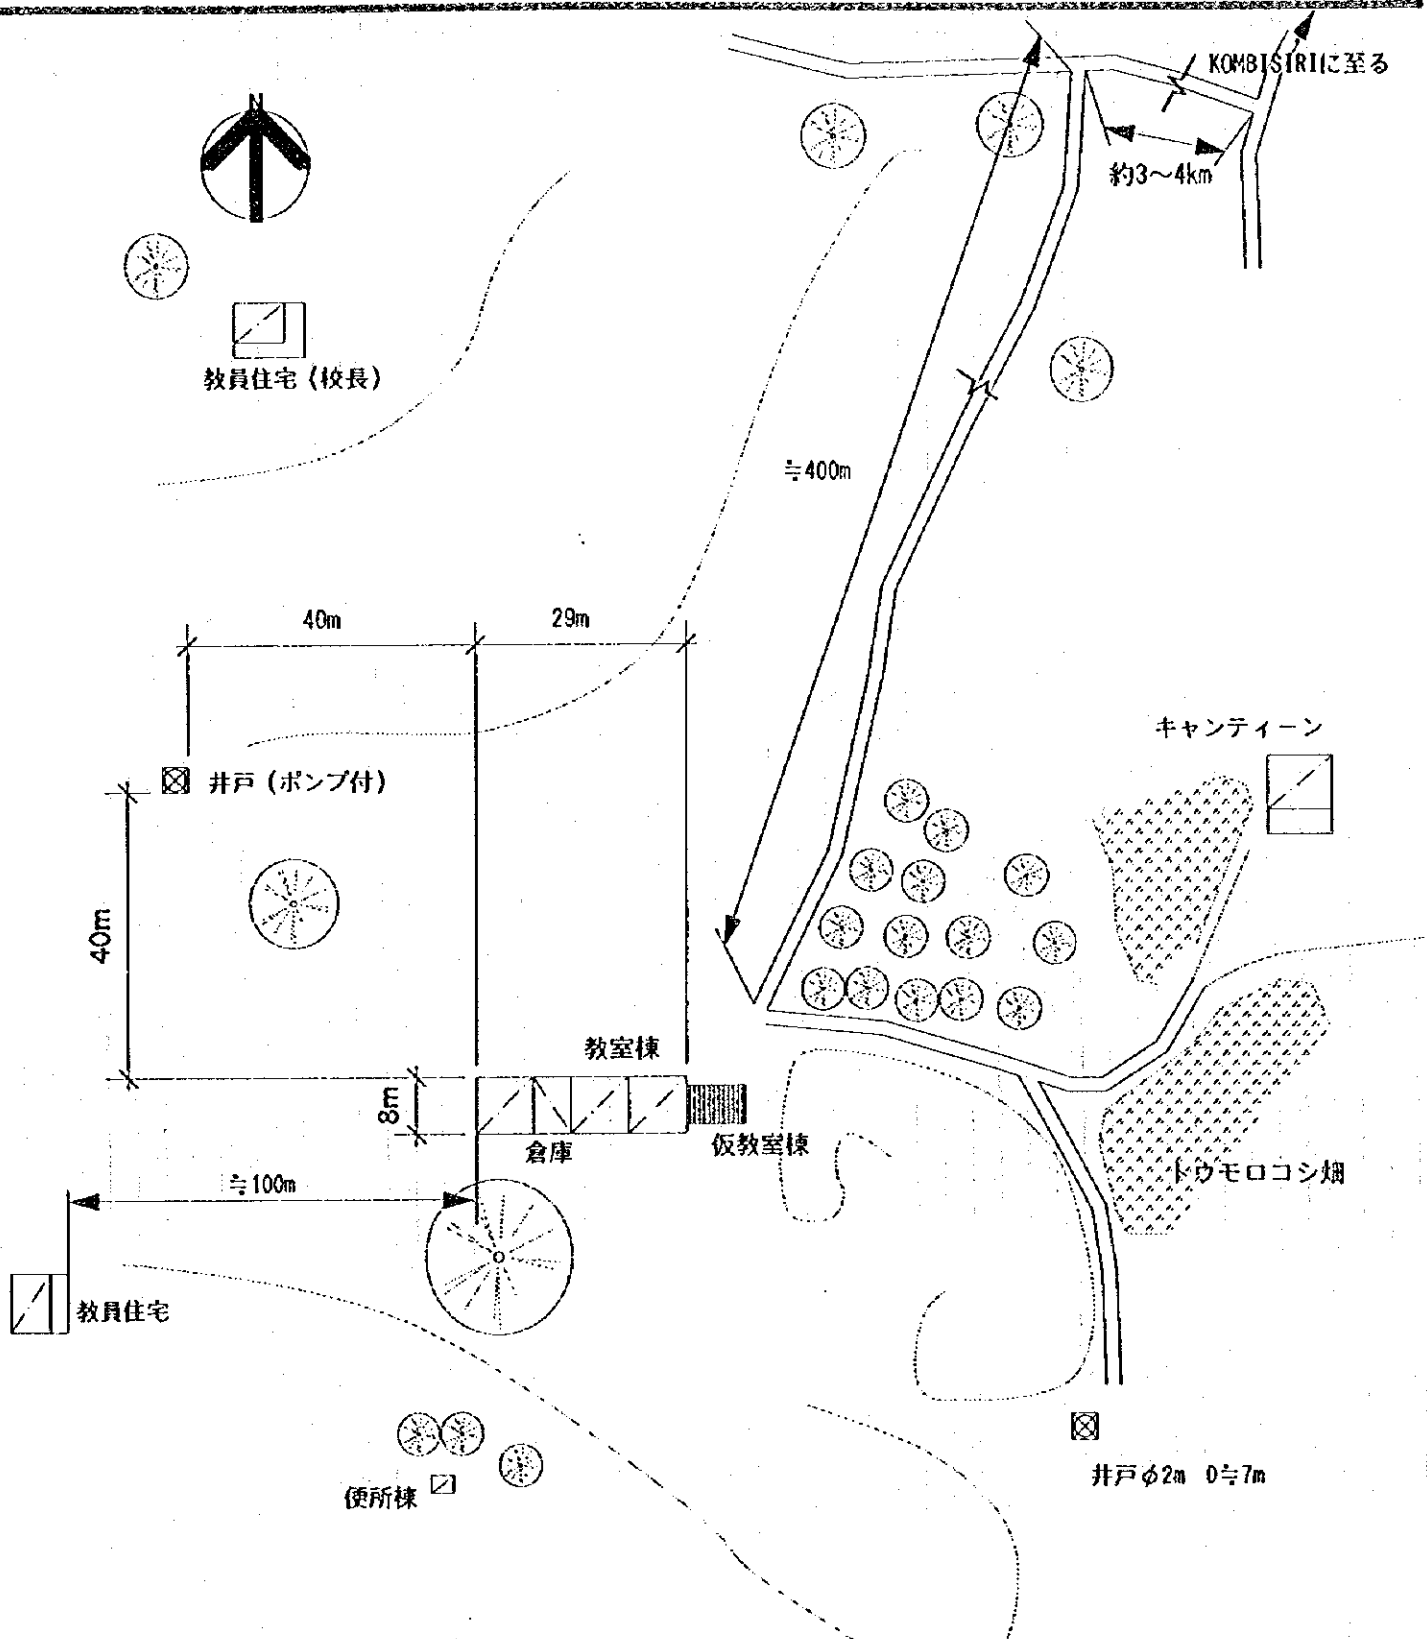 KOMBISIRIに至る
N
約3～4km
教員住宅（校長）
≒400m
40m
29m
キャンティーン
井戸（ポンプ付）
40m
教室棟
8m
倉庫
仮教室棟
トウモロコシ畑
≒100m
教員住宅
井戸φ2m 0≒7m
便所棟